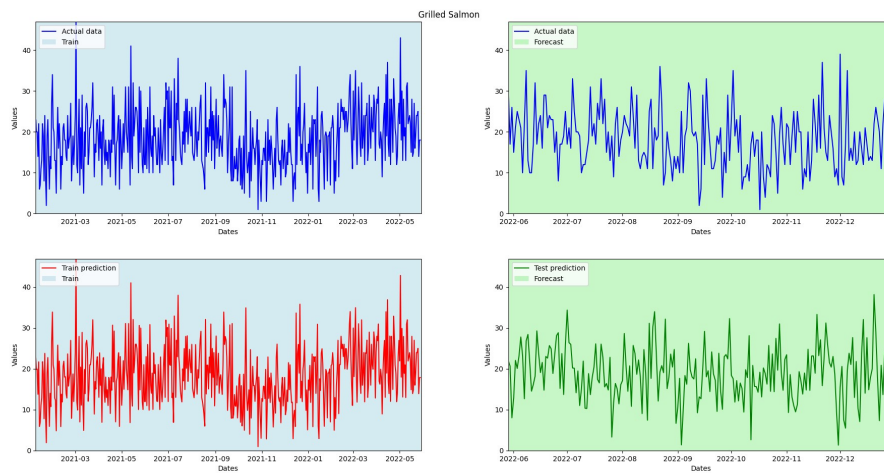 Grilled Salmon
Actual data
Train
Values
40
30
20
10
0
2021-03 2021-05 2021-07 2021-09 2021-11 2022-01 2022-03 2022-05
Dates
Actual data
Forecast
Values
40
30
20
10
0
2022-06 2022-07 2022-08 2022-09 2022-10 2022-11 2022-12
Dates
Train prediction
Train
Values
40
30
20
10
0
2021-03 2021-05 2021-07 2021-09 2021-11 2022-01 2022-03 2022-05
Dates
Test prediction
Forecast
Values
40
30
20
10
0
2022-06 2022-07 2022-08 2022-09 2022-10 2022-11 2022-12
Dates